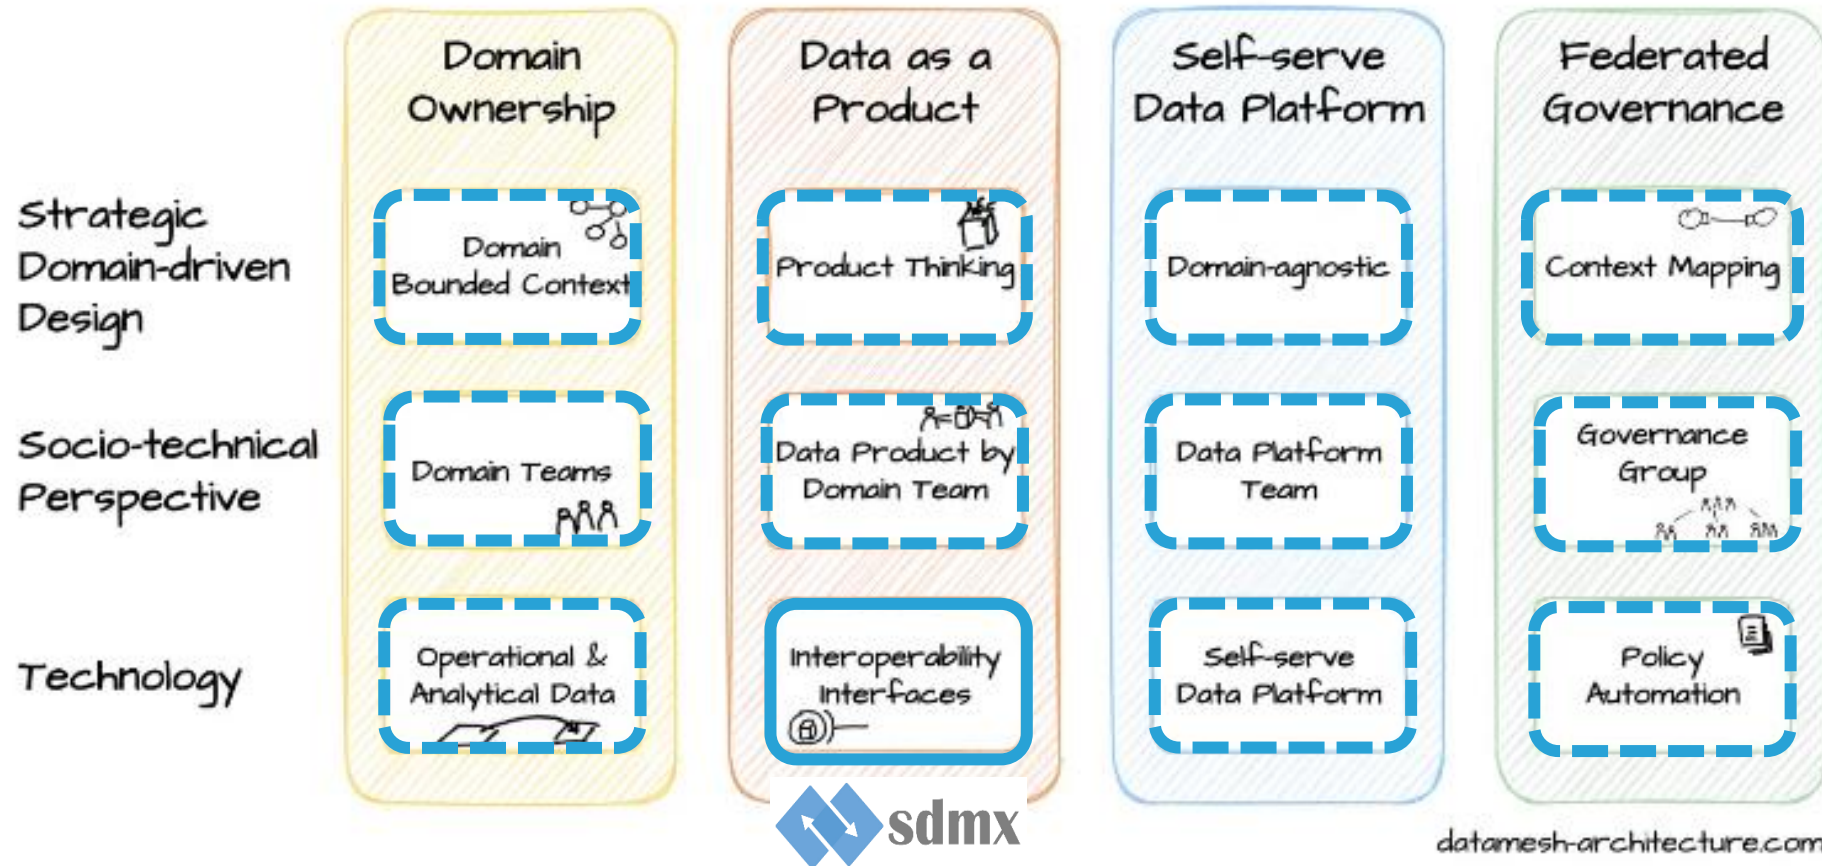 Domain
Ownership
Data as a
Product
Self-serve
Data Platform
Federated
Governance
Strategic
Domain-driven
Design
Domain
Bounded Context
Product Thinking
Domain-agnostic
Context Mapping
Socio-technical
Perspective
Domain Teams
Data Product by
Domain Team
Data Platform
Team
Governance
Group
Technology
Operational &
Analytical Data
Interoperability
Interfaces
Self-serve
Data Platform
Policy
Automation
sdmx
datamesh-architecture.com